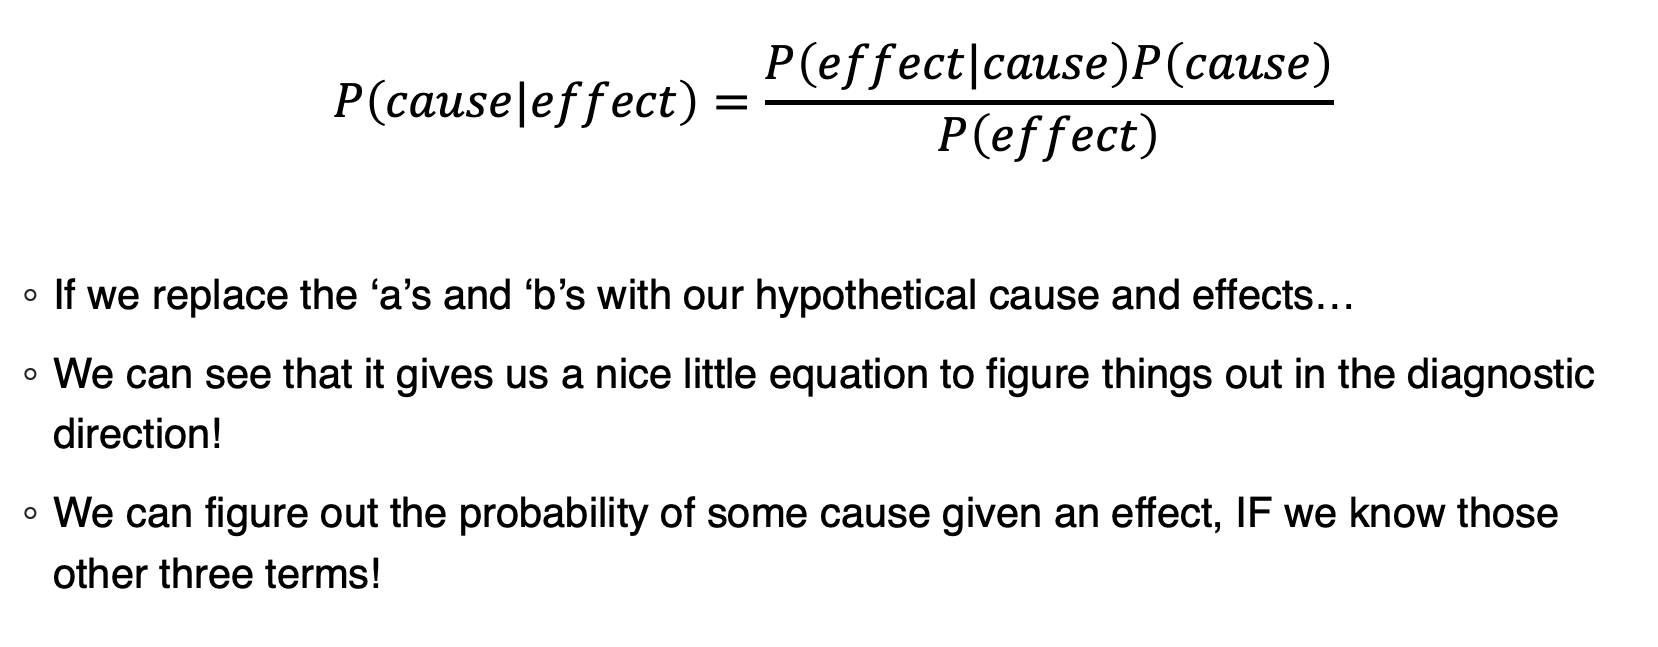 P(cause|effect) = P(effect|cause)P(cause) / P(effect)
◦ If we replace the ‘a’s and ‘b’s with our hypothetical cause and effects…
◦ We can see that it gives us a nice little equation to figure things out in the diagnostic
direction!
◦ We can figure out the probability of some cause given an effect, IF we know those
other three terms!